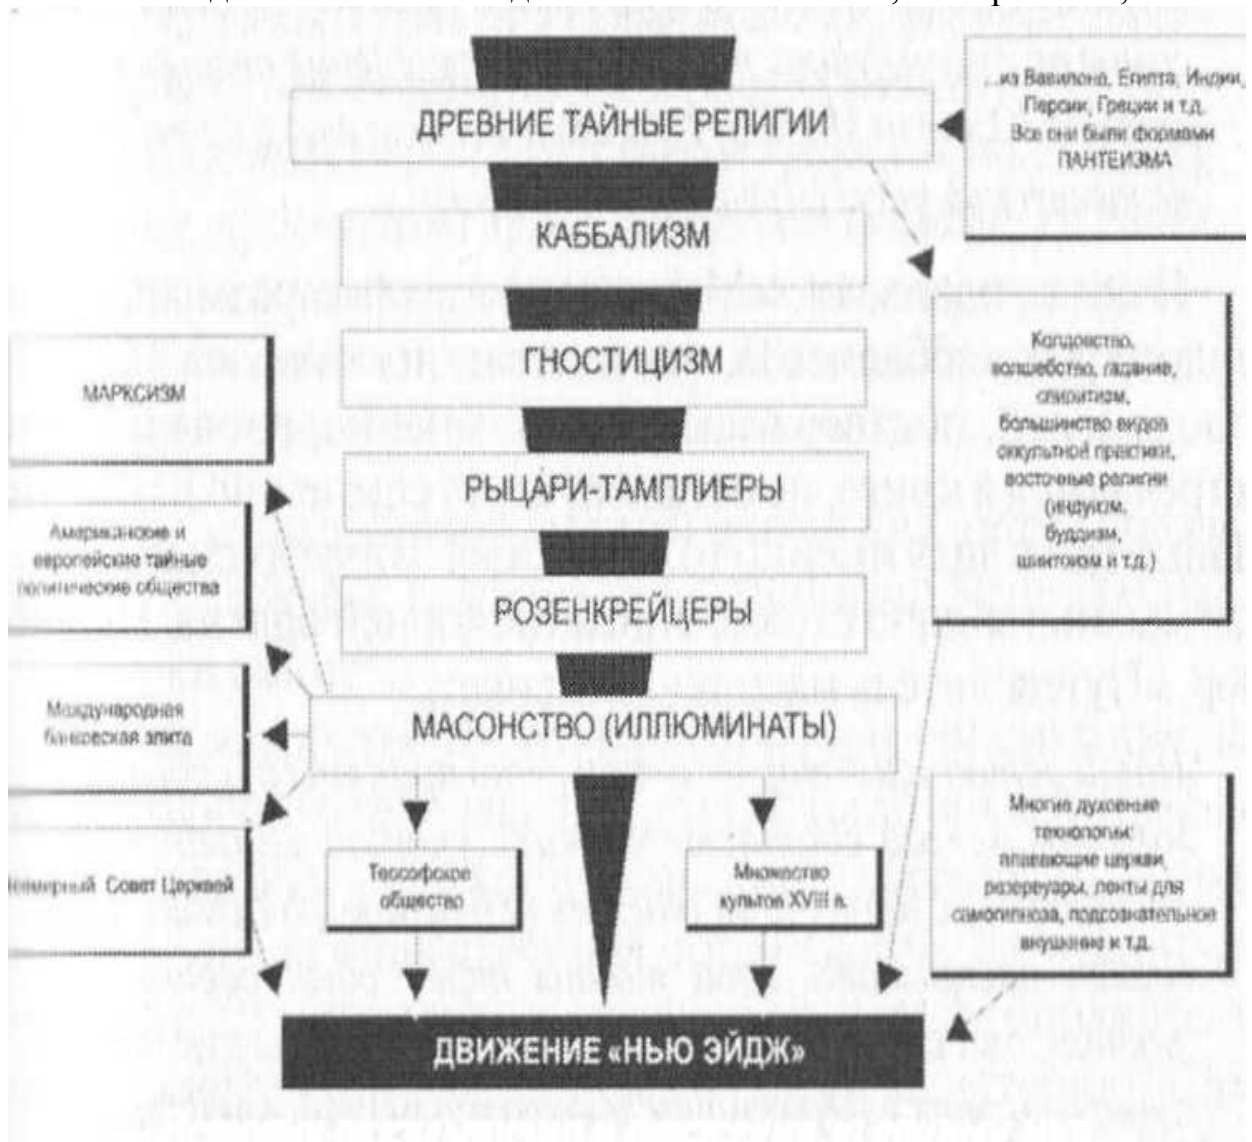 ДРЕВНИЕ ТАЙНЫЕ РЕЛИГИИ
...из Вавилона, Египта, Индии,
Персии, Греции и т.д.
Все они были формами
ПАНТЕИЗМА
КАББАЛИЗМ
ГНОСТИЦИЗМ
РЫЦАРИ-ТАМПЛИЕРЫ
РОЗЕНКРЕЙЦЕРЫ
МАСОНСТВО (ИЛЛЮМИНАТЫ)
МАРКСИЗМ
Американские и
европейские тайные
политические общества
Международная
банковская элита
Совет Церквей
Колдовство,
волшебство, гадание,
спиритизм,
большинство видов
оккультной практики,
восточные религии
(индуизм,
буддизм,
шинтоизм и т.д.)
Теософское
общество
Множество
культов XVIII в.
Многие духовные
технологии:
плавающие церкви,
резервуары, ленты для
самогипноза, подсознательное
внушение и т.д.
ДВИЖЕНИЕ «НЬЮ ЭЙДЖ»